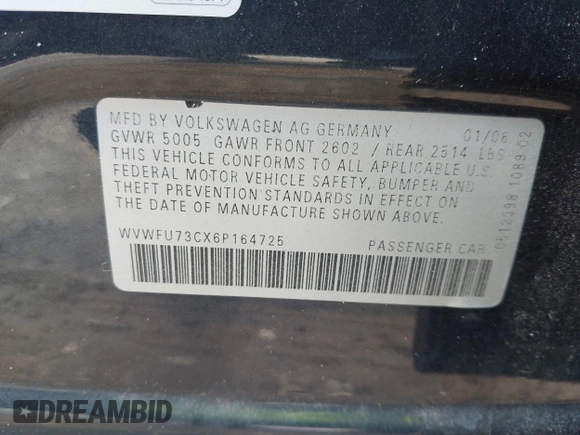 MFD BY VOLKSWAGEN AG GERMANY 01/06
GVWR 5005 GAWR FRONT 2602 / REAR 2514 LBS
THIS VEHICLE CONFORMS TO ALL APPLICABLE U.S.
FEDERAL MOTOR VEHICLE SAFETY, BUMPER AND
THEFT PREVENTION STANDARDS IN EFFECT ON
THE DATE OF MANUFACTURE SHOWN ABOVE.
WVWFU73CX6P164725 PASSENGER CAR
0512398 1089 02
DREAMBID